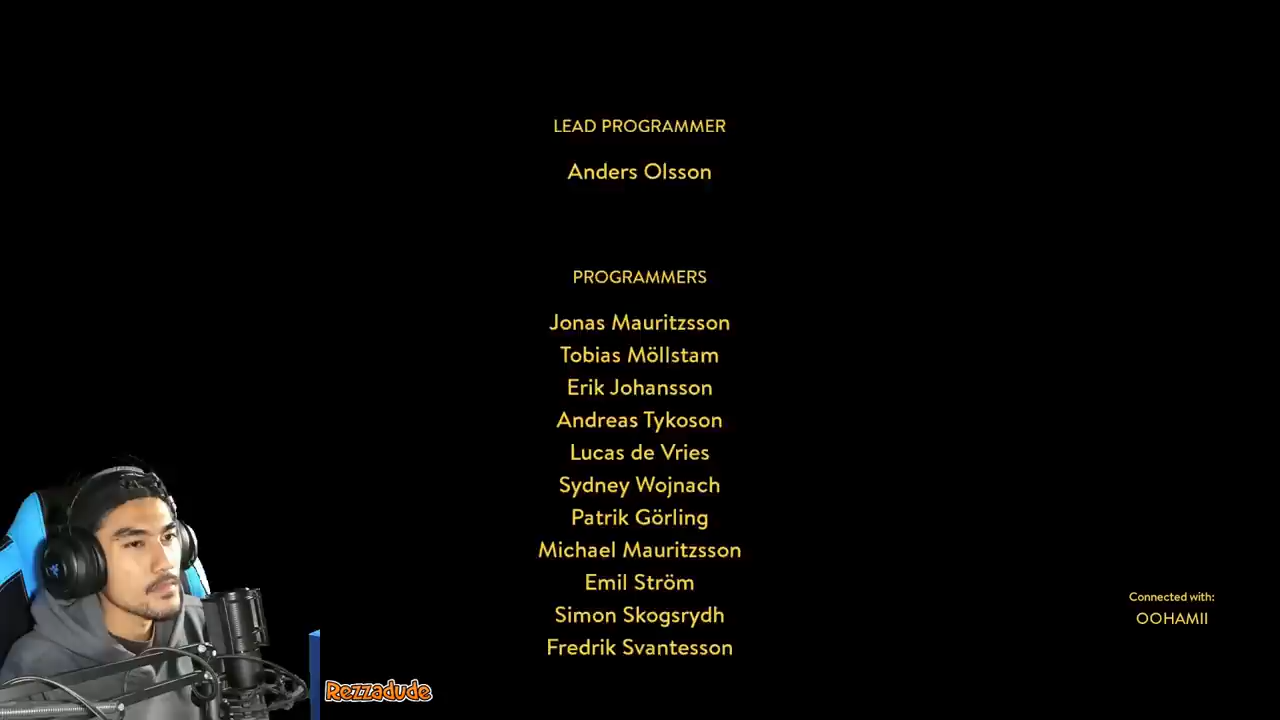 LEAD PROGRAMMER
Anders Olsson
PROGRAMMERS
Jonas Mauritzsson
Tobias Möllstam
Erik Johansson
Andreas Tykoson
Lucas de Vries
Sydney Wojnach
Patrik Görling
Michael Mauritzsson
Emil Ström
Simon Skogsrydh
Fredrik Svantesson
Connected with:
OOHAMII
Rezzadude